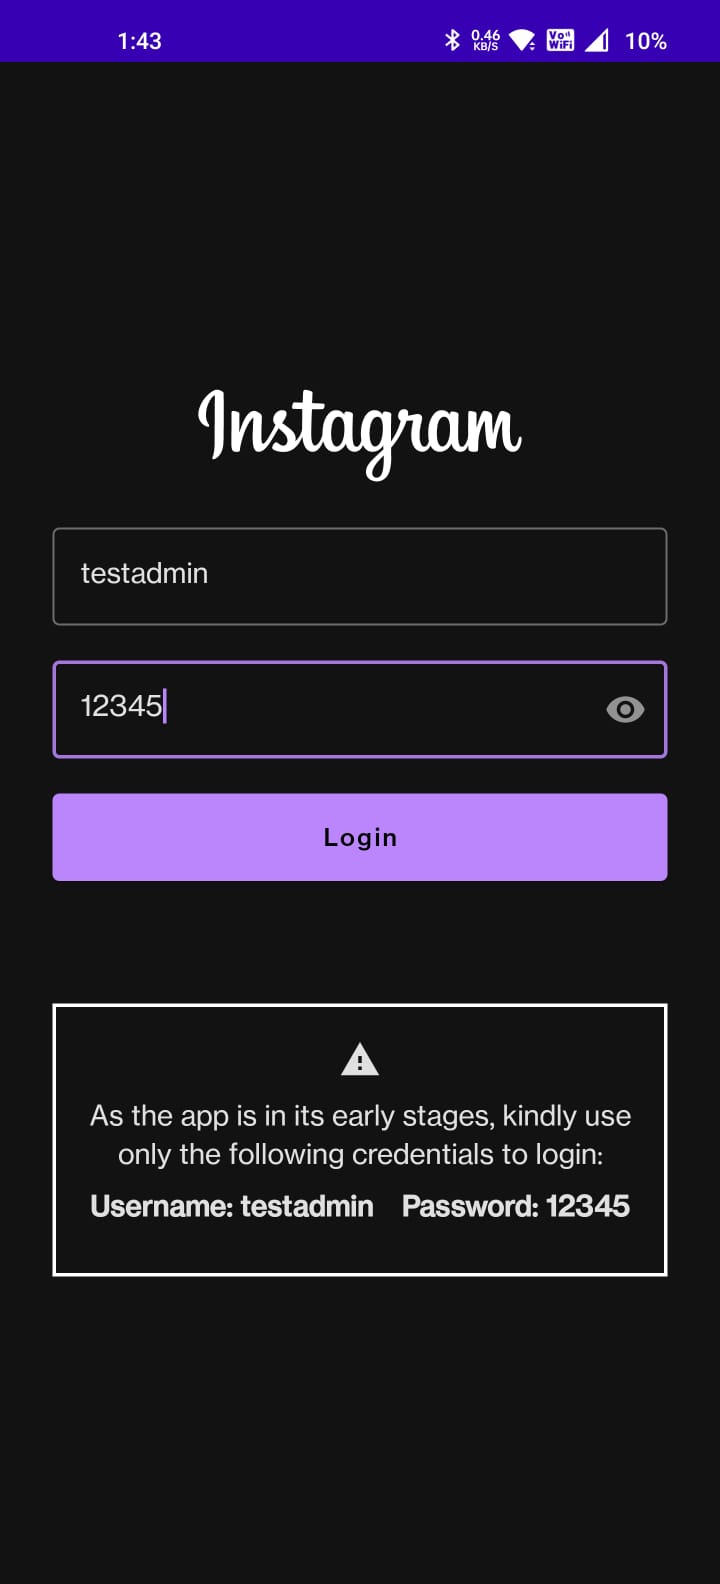 1:43 0.46 KB/S Vo WiFi 10%
Instagram
testadmin
12345
Login
As the app is in its early stages, kindly use
only the following credentials to login:
Username: testadmin Password: 12345